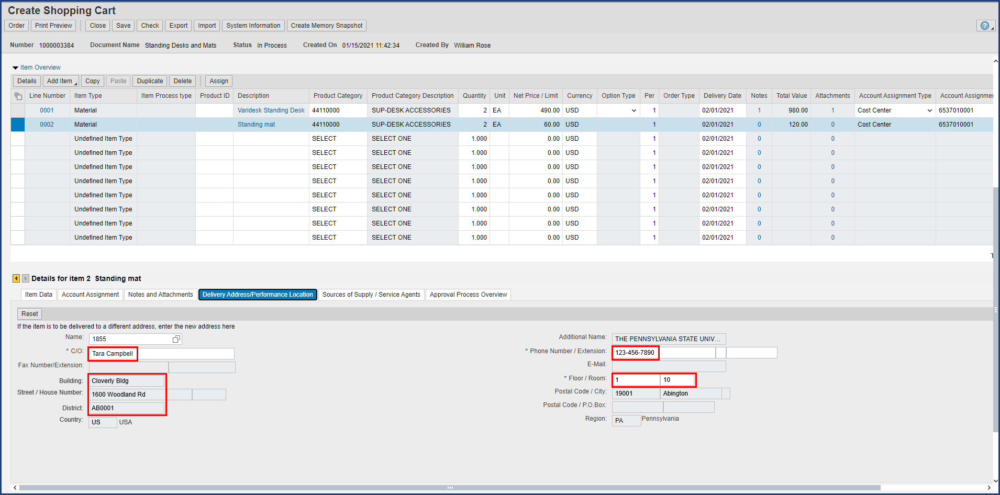 Create Shopping Cart
Order Print Preview Close Save Check Export Import System Information Create Memory Snapshot ?
Number 1000003384 Document Name Standing Desks and Mats Status In Process Created On 01/15/2021 11:42:34 Created By William Rose
Item Overview
Details Add Item Copy Paste Duplicate Delete Assign
Line Number Item Type Item Process type Product ID Description Product Category Product Category Description Quantity Unit Net Price / Limit Currency Option Type Per Order Type Delivery Date Notes Total Value Attachments Account Assignment Type Account Assignmen
0001 Material Varidesk Standing Desk 44110000 SUP-DESK ACCESSORIES 2 EA 490.00 USD 1 02/01/2021 1 980.00 1 Cost Center 6537010001
0002 Material Standing mat 44110000 SUP-DESK ACCESSORIES 2 EA 60.00 USD 1 02/01/2021 0 120.00 0 Cost Center 6537010001
Undefined Item Type SELECT SELECT ONE 1.000 0.00 USD 1 02/01/2021 0 0
Undefined Item Type SELECT SELECT ONE 1.000 0.00 USD 1 02/01/2021 0 0
Undefined Item Type SELECT SELECT ONE 1.000 0.00 USD 1 02/01/2021 0 0
Undefined Item Type SELECT SELECT ONE 1.000 0.00 USD 1 02/01/2021 0 0
Undefined Item Type SELECT SELECT ONE 1.000 0.00 USD 1 02/01/2021 0 0
Undefined Item Type SELECT SELECT ONE 1.000 0.00 USD 1 02/01/2021 0 0
Undefined Item Type SELECT SELECT ONE 1.000 0.00 USD 1 02/01/2021 0 0
Undefined Item Type SELECT SELECT ONE 1.000 0.00 USD 1 02/01/2021 0 0
T
Details for item 2 Standing mat
Item Data Account Assignment Notes and Attachments Delivery Address/Performance Location Sources of Supply / Service Agents Approval Process Overview
Reset
If the item is to be delivered to a different address, enter the new address here
Name: 1855 Additional Name: THE PENNSYLVANIA STATE UNIV...
* C/O: Tara Campbell * Phone Number / Extension: 123-456-7890
Fax Number/Extension: E-Mail:
Building: Cloverly Bldg * Floor / Room: 1 10
Street / House Number: 1600 Woodland Rd Postal Code / City: 19001 Abington
District: AB0001 Postal Code / P.O.Box:
Country: US USA Region: PA Pennsylvania